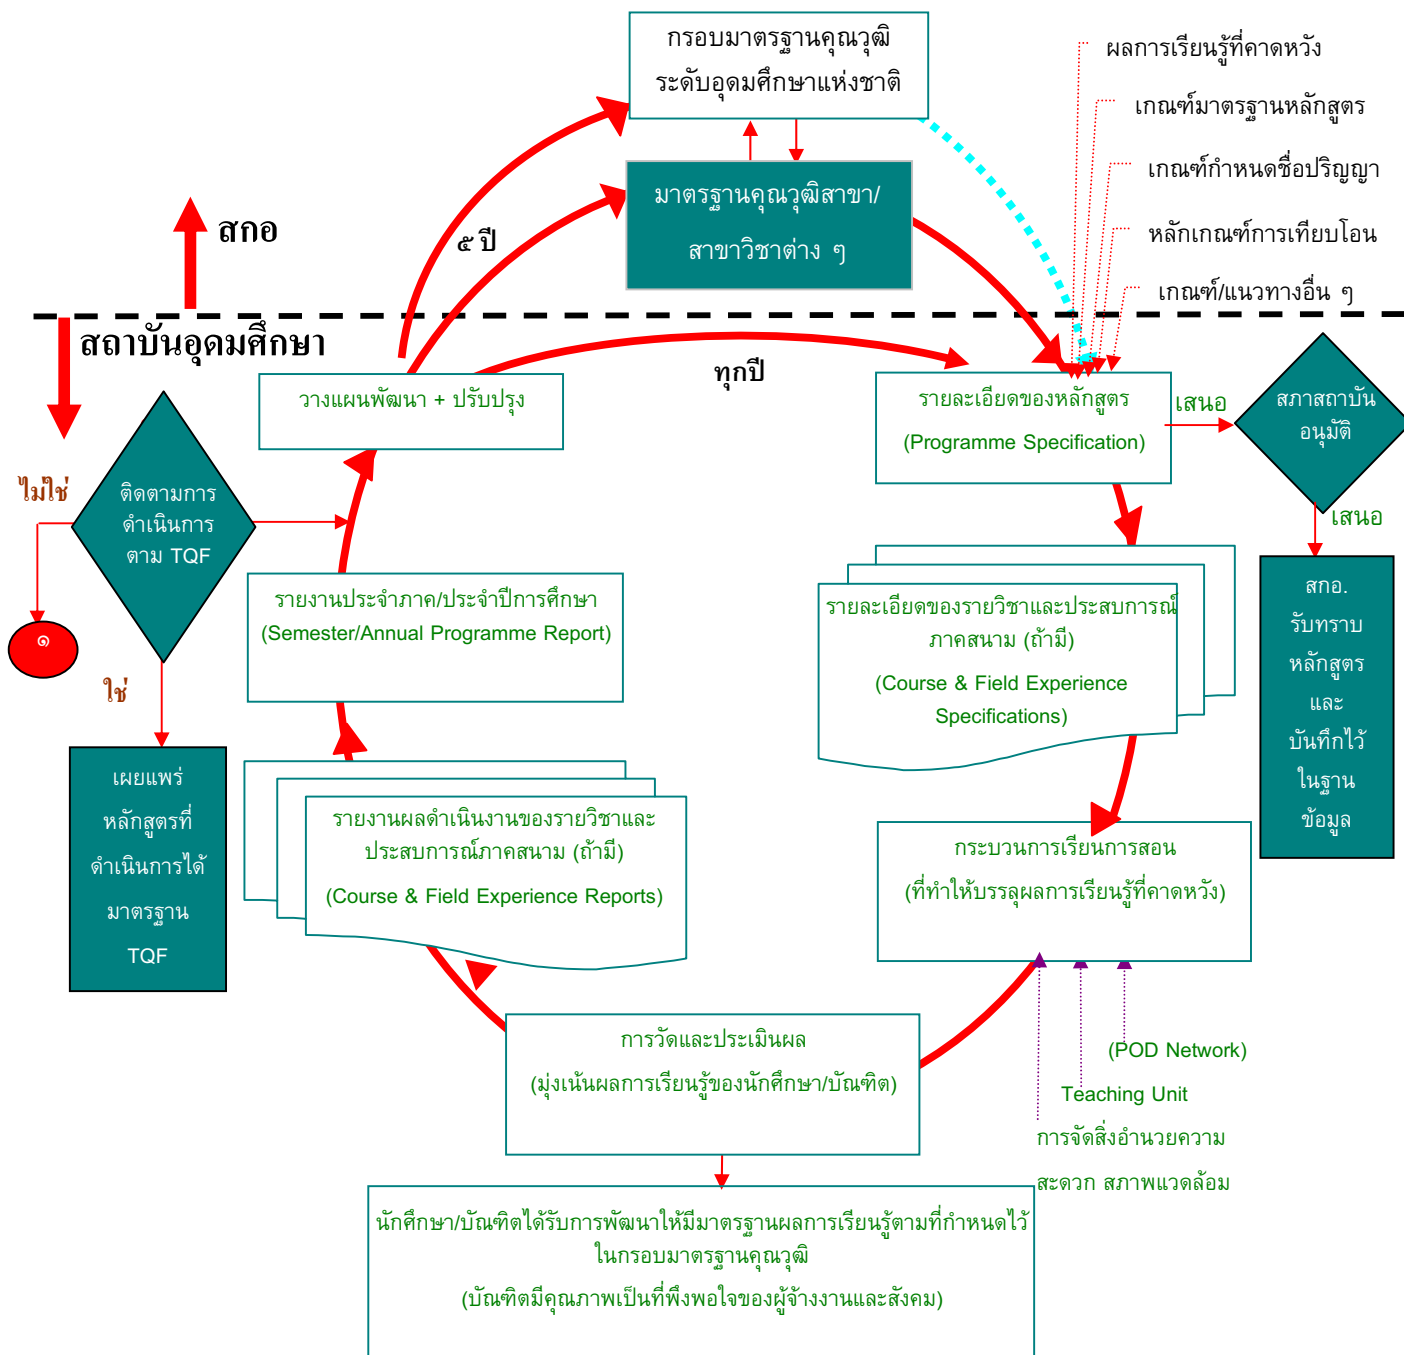 กรอบมาตรฐานคุณวุฒิ
ระดับอุดมศึกษาแห่งชาติ
ผลการเรียนรู้ที่คาดหวัง
เกณฑ์มาตรฐานหลักสูตร
เกณฑ์กำหนดชื่อปริญญา
หลักเกณฑ์การเทียบโอน
เกณฑ์/แนวทางอื่น ๆ
มาตรฐานคุณวุฒิสาขา/
สาขาวิชาต่าง ๆ
สกอ
๕ ปี
สถาบันอุดมศึกษา
ทุกปี
วางแผนพัฒนา + ปรับปรุง
รายละเอียดของหลักสูตร
(Programme Specification)
เสนอ
สภาสถาบัน
อนุมัติ
เสนอ
สกอ.
รับทราบ
หลักสูตร
และ
บันทึกไว้
ในฐาน
ข้อมูล
ไม่ใช่
ติดตามการ
ดำเนินการ
ตาม TQF
๑
ใช่
เผยแพร่
หลักสูตรที่
ดำเนินการได้
มาตรฐาน
TQF
รายงานประจำภาค/ประจำปีการศึกษา
(Semester/Annual Programme Report)
รายละเอียดของรายวิชาและประสบการณ์
ภาคสนาม (ถ้ามี)
(Course & Field Experience
Specifications)
รายงานผลดำเนินงานของรายวิชาและ
ประสบการณ์ภาคสนาม (ถ้ามี)
(Course & Field Experience Reports)
กระบวนการเรียนการสอน
(ที่ทำให้บรรลุผลการเรียนรู้ที่คาดหวัง)
การวัดและประเมินผล
(มุ่งเน้นผลการเรียนรู้ของนักศึกษา/บัณฑิต)
(POD Network)
Teaching Unit
การจัดสิ่งอำนวยความ
สะดวก สภาพแวดล้อม
นักศึกษา/บัณฑิตได้รับการพัฒนาให้มีมาตรฐานผลการเรียนรู้ตามที่กำหนดไว้
ในกรอบมาตรฐานคุณวุฒิ
(บัณฑิตมีคุณภาพเป็นที่พึงพอใจของผู้จ้างงานและสังคม)